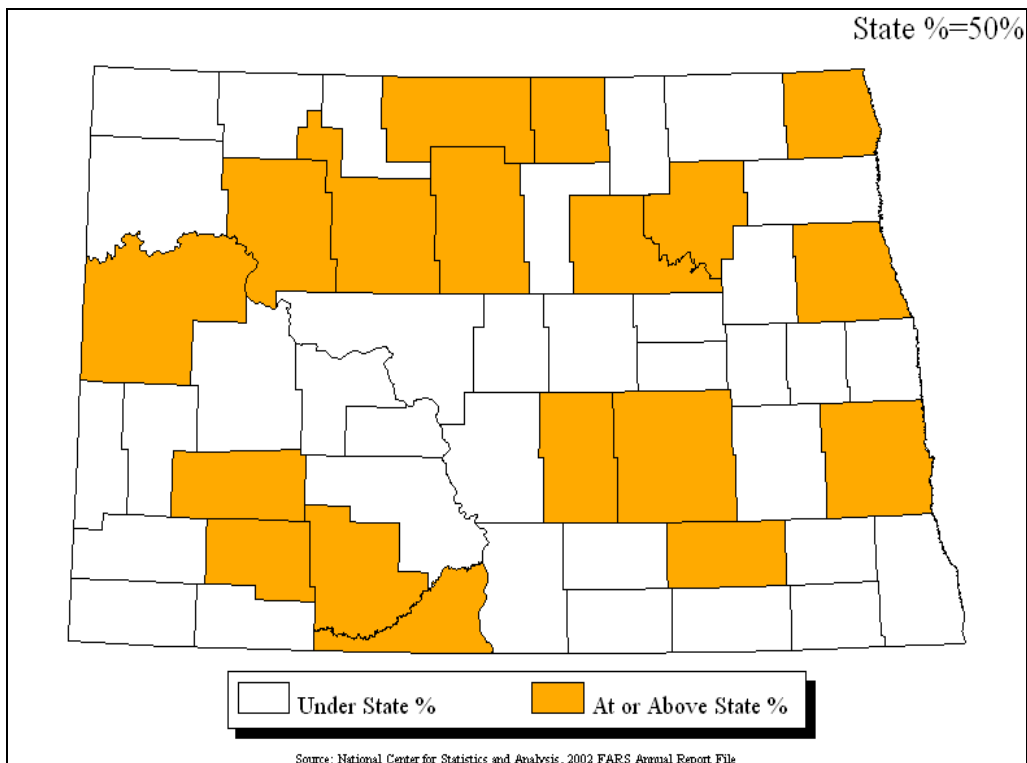 State %=50%
Under State %
At or Above State %
Source: National Center for Statistics and Analysis, 2002 FARS Annual Report File